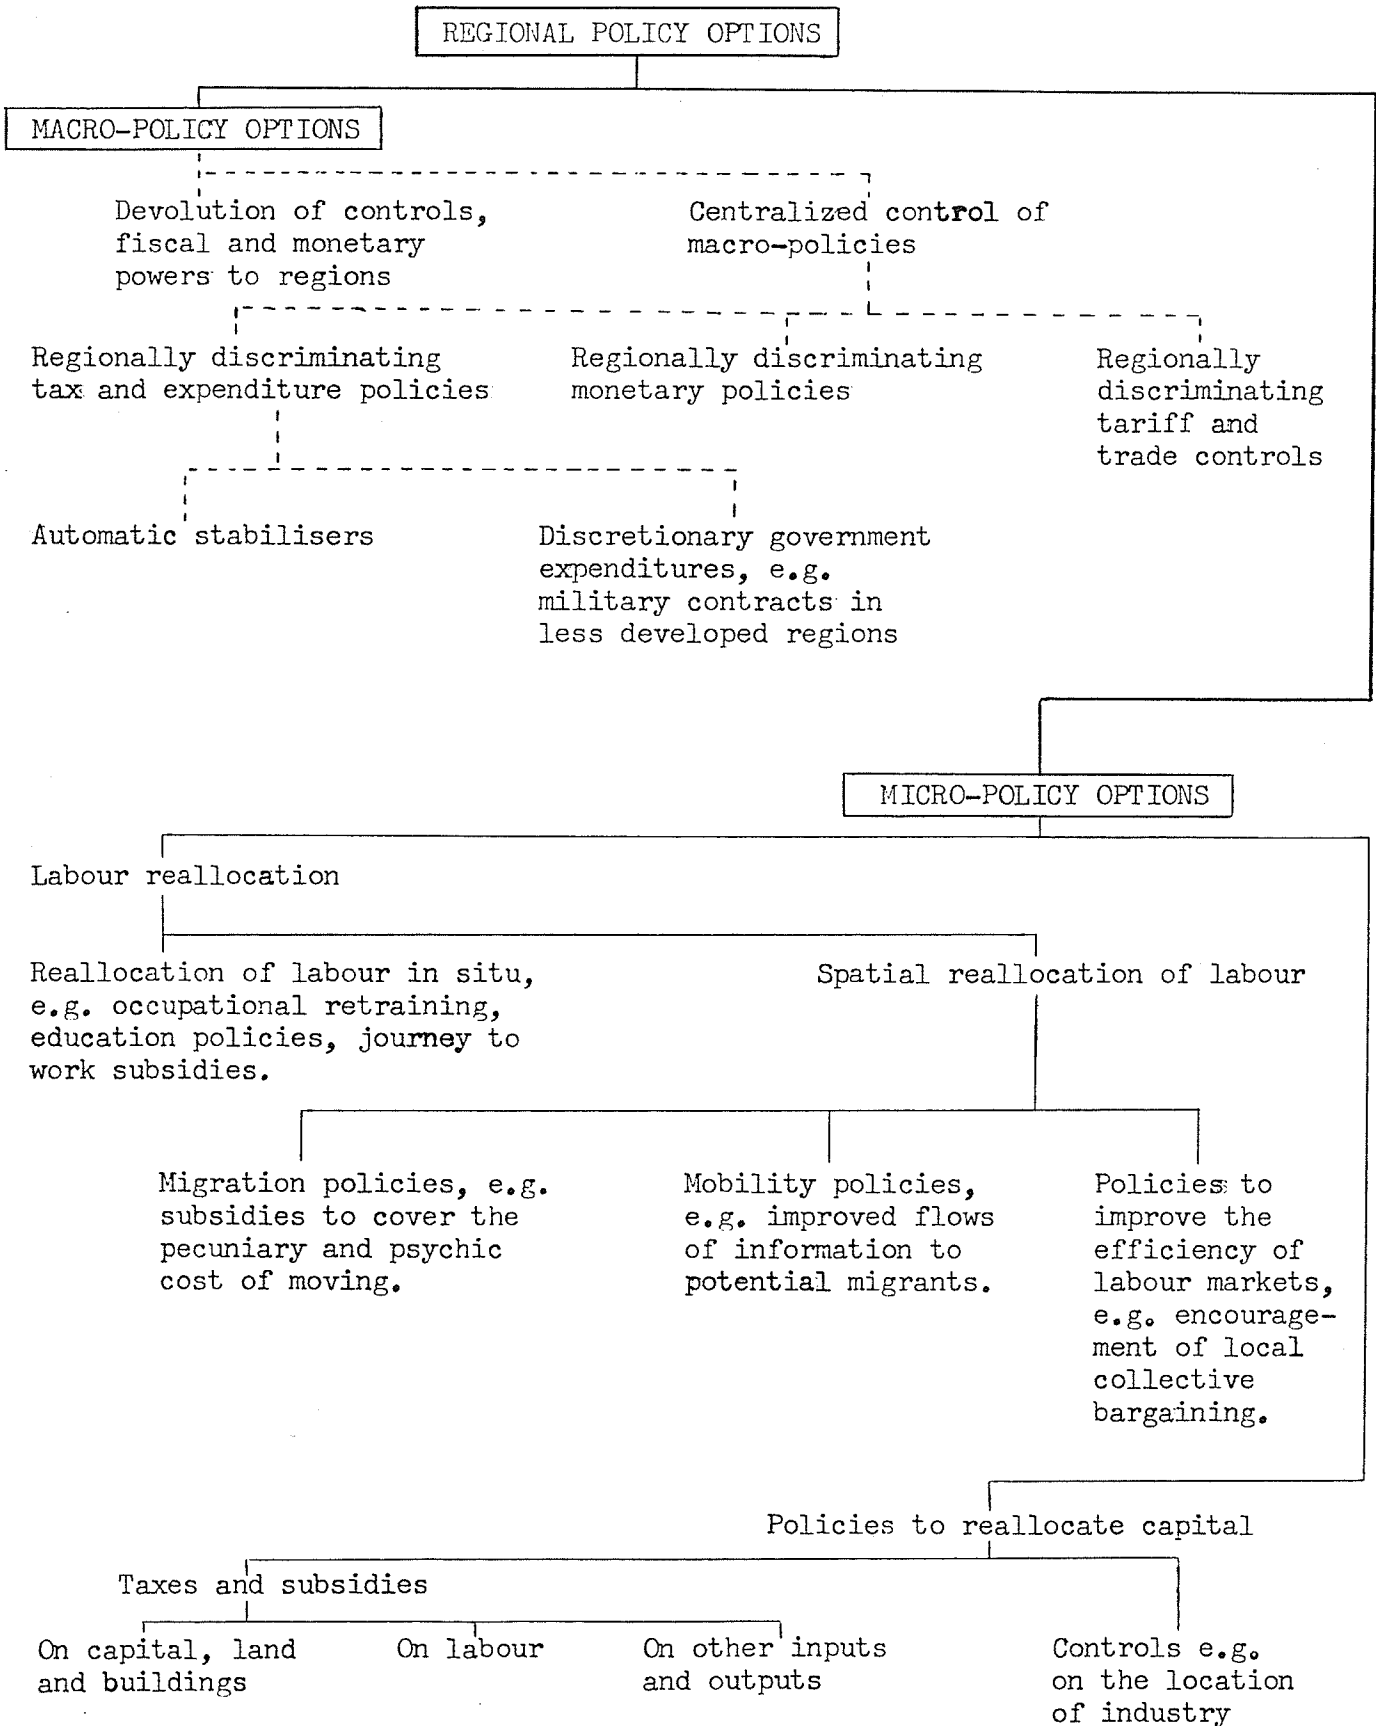 REGIONAL POLICY OPTIONS
MACRO-POLICY OPTIONS
Devolution of controls,
fiscal and monetary
powers to regions
Centralized control of
macro-policies
Regionally discriminating
tax and expenditure policies
Regionally discriminating
monetary policies
Regionally
discriminating
tariff and
trade controls
Automatic stabilisers
Discretionary government
expenditures, e.g.
military contracts in
less developed regions
MICRO-POLICY OPTIONS
Labour reallocation
Reallocation of labour in situ,
e.g. occupational retraining,
education policies, journey to
work subsidies.
Spatial reallocation of labour
Migration policies, e.g.
subsidies to cover the
pecuniary and psychic
cost of moving.
Mobility policies,
e.g. improved flows
of information to
potential migrants.
Policies to
improve the
efficiency of
labour markets,
e.g. encourage-
ment of local
collective
bargaining.
Policies to reallocate capital
Taxes and subsidies
On capital, land
and buildings
On labour
On other inputs
and outputs
Controls e.g.
on the location
of industry